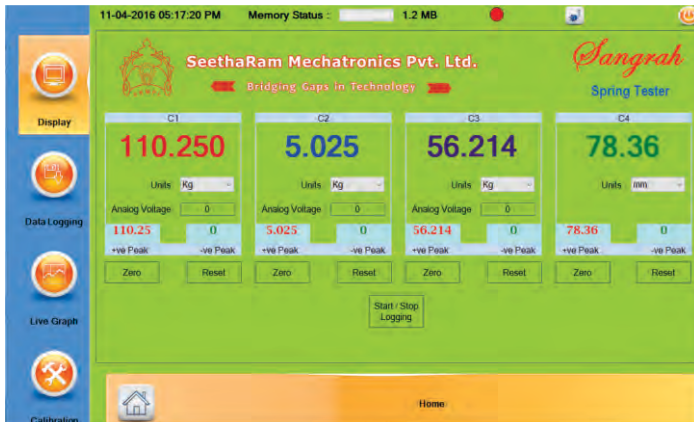 11-04-2016 05:17:20 PM Memory Status : 1.2 MB
SeethaRam Mechatronics Pvt. Ltd.
Bridging Gaps in Technology
Sangrah
Spring Tester
Display
Data Logging
Live Graph
Calibration
C1 C2 C3 C4
110.250 5.025 56.214 78.36
Units Kg Units Kg Units Kg Units mm
Analog Voltage 0 Analog Voltage 0 Analog Voltage 0
110.25 0 5.025 0 56.214 0 78.36 0
+ve Peak -ve Peak +ve Peak -ve Peak +ve Peak -ve Peak +ve Peak -ve Peak
Zero Reset Zero Reset Zero Reset Zero Reset
Start / Stop
Logging
Home